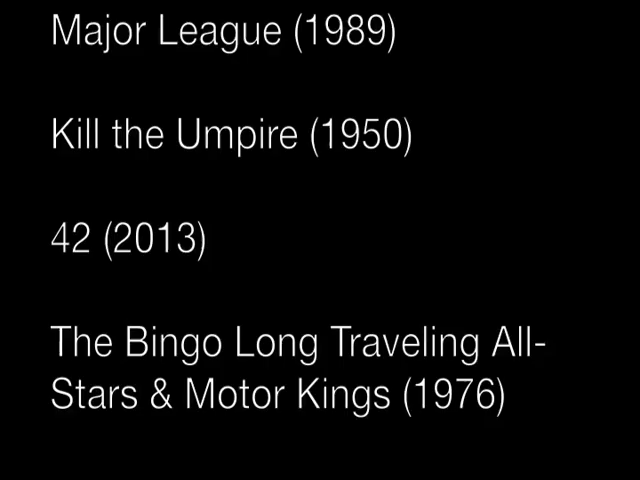 Major League (1989)
Kill the Umpire (1950)
42 (2013)
The Bingo Long Traveling All-
Stars & Motor Kings (1976)